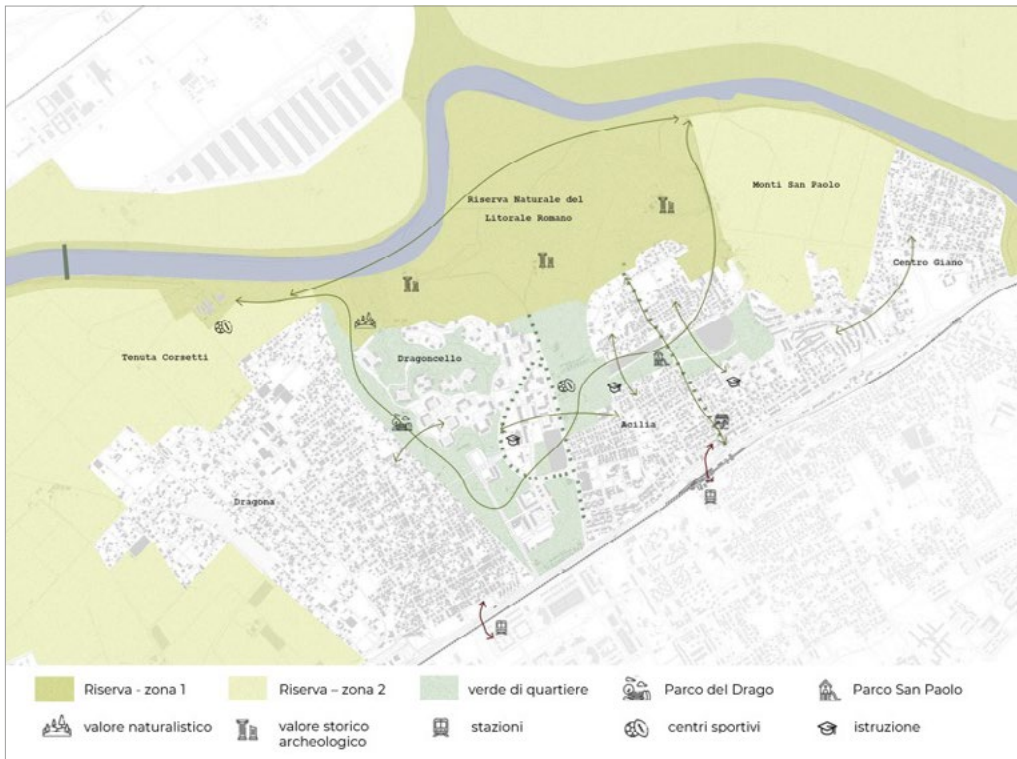 Monti San Paolo
Riserva Naturale del
Litorale Romano
Centro Giano
Tenuta Corsetti
Dragoncello
Acilia
Dragona
Riserva - zona 1
Riserva – zona 2
verde di quartiere
Parco del Drago
Parco San Paolo
valore naturalistico
valore storico
archeologico
stazioni
centri sportivi
istruzione